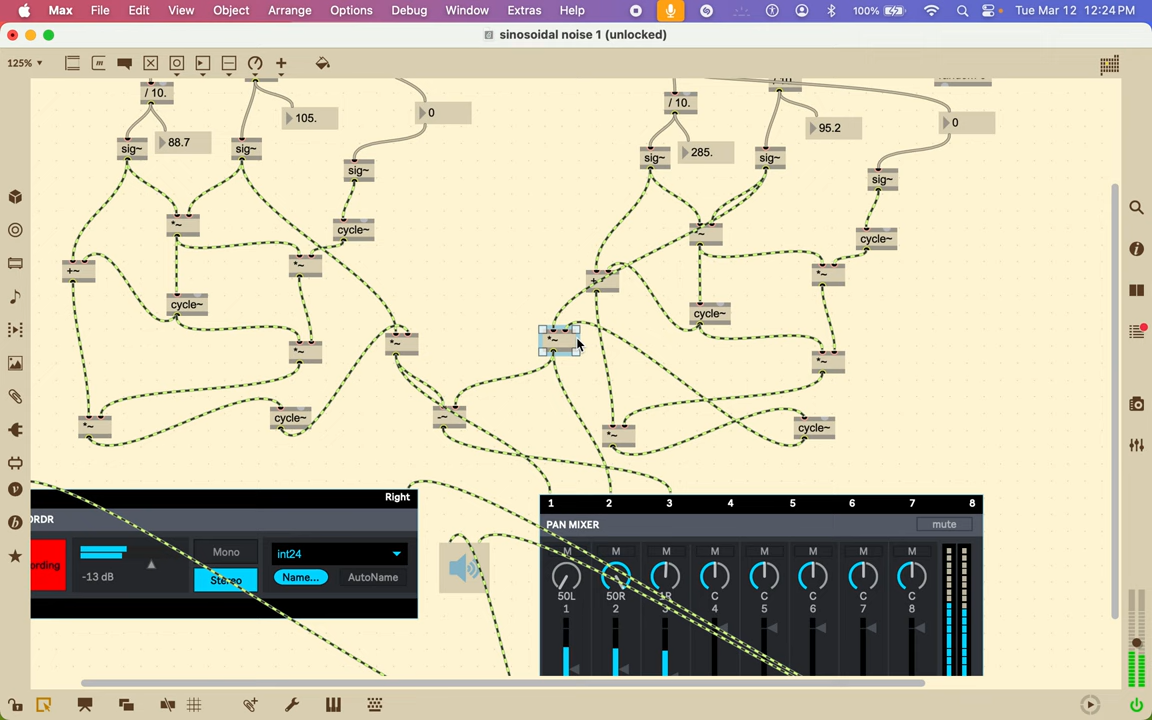 Max File Edit View Object Arrange Options Debug Window Extras Help 100% Tue Mar 12 12:24 PM
sinosoidal noise 1 (unlocked)
125%
/ 10.
105.
0
/ 10.
95.2
0
88.7
sig~
sig~
sig~
285.
sig~
sig~
sig~
*~
cycle~
cycle~
+~
*~
*~
cycle~
cycle~
*~
*~
*~
*~
-~
cycle~
*~
*~
cycle~
Right
1 2 3 4 5 6 7 8
ORDR
PAN MIXER
mute
ording
Mono
int24
M M M M M M M
-13 dB
Stereo
Name...
AutoName
50L 50R 1R C C C C
1 2 3 4 5 6 7 8